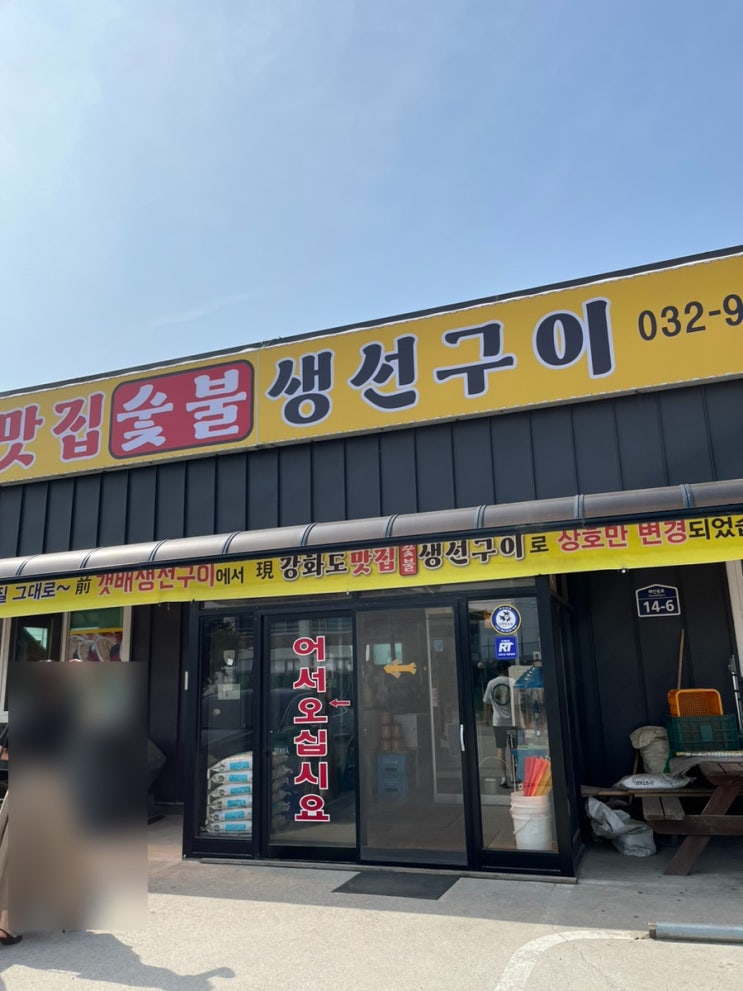 맛집 숯불 생선구이 032-9
질 그대로~ 前 갯배생선구이에서 現 강화도맛집숯불생선구이로 상호만 변경되었습
어서오십시요
RT
14-6